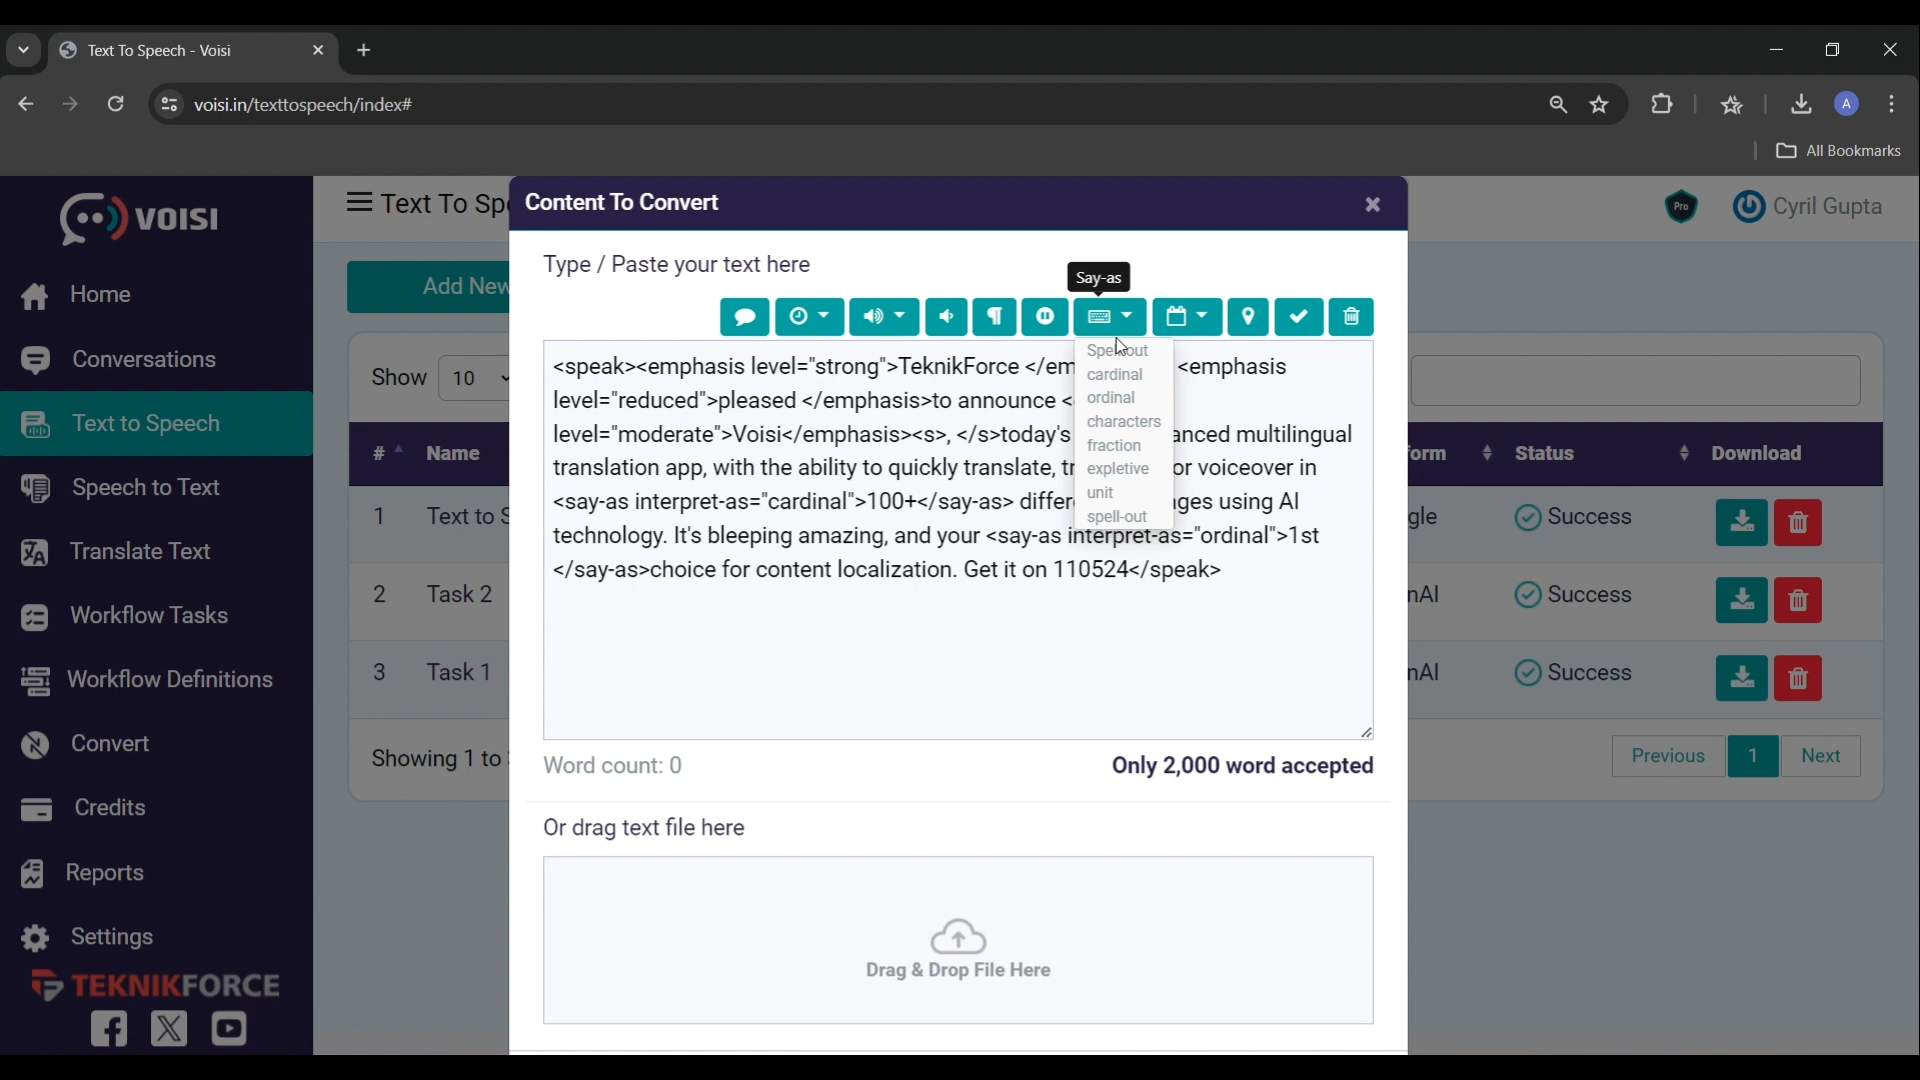 Text To Speech - Voisi
voisi.in/texttospeech/index#
A
All Bookmarks
VOISI
Home
Conversations
Text to Speech
Speech to Text
Translate Text
Workflow Tasks
Workflow Definitions
Convert
Credits
Reports
Settings
TEKNIKFORCE
Text To Spe
Pro
Cyril Gupta
Add New
Show 10
# Name
orm Status Download
1 Text to S
gle Success
2 Task 2
nAI Success
3 Task 1
nAI Success
Showing 1 to
Previous 1 Next
Content To Convert
Type / Paste your text here
Say-as
Spell out
cardinal
ordinal
characters
fraction
expletive
unit
spell-out
<speak><emphasis level="strong">TeknikForce </em <emphasis
level="reduced">pleased </emphasis>to announce <
level="moderate">Voisi</emphasis><s>, </s>today's anced multilingual
translation app, with the ability to quickly translate, tr or voiceover in
<say-as interpret-as="cardinal">100+</say-as> differe ges using AI
technology. It's bleeping amazing, and your <say-as interpret-as="ordinal">1st
</say-as>choice for content localization. Get it on 110524</speak>
Word count: 0
Only 2,000 word accepted
Or drag text file here
Drag & Drop File Here